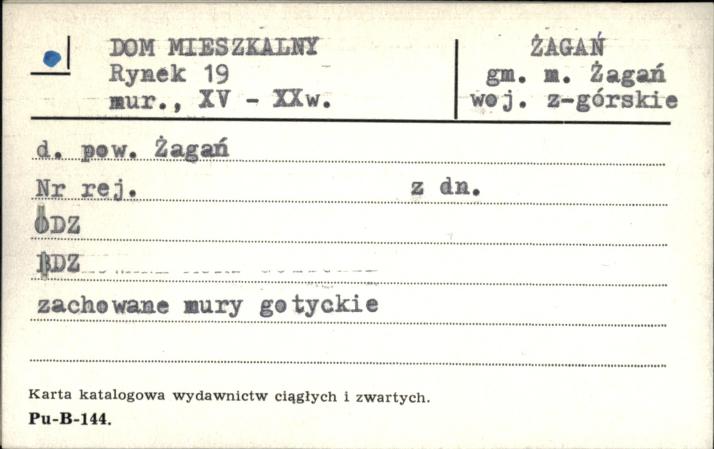 DOM MIESZKALNY
Rynek 19
mur., XV - XXw.
ŻAGAŃ
gm. m. Żagań
woj. z-górskie
d. pow. Żagań
Nr rej. z dn.
ODZ
BDZ
zachowane mury gotyckie
Karta katalogowa wydawnictw ciągłych i zwartych.
Pu-B-144.